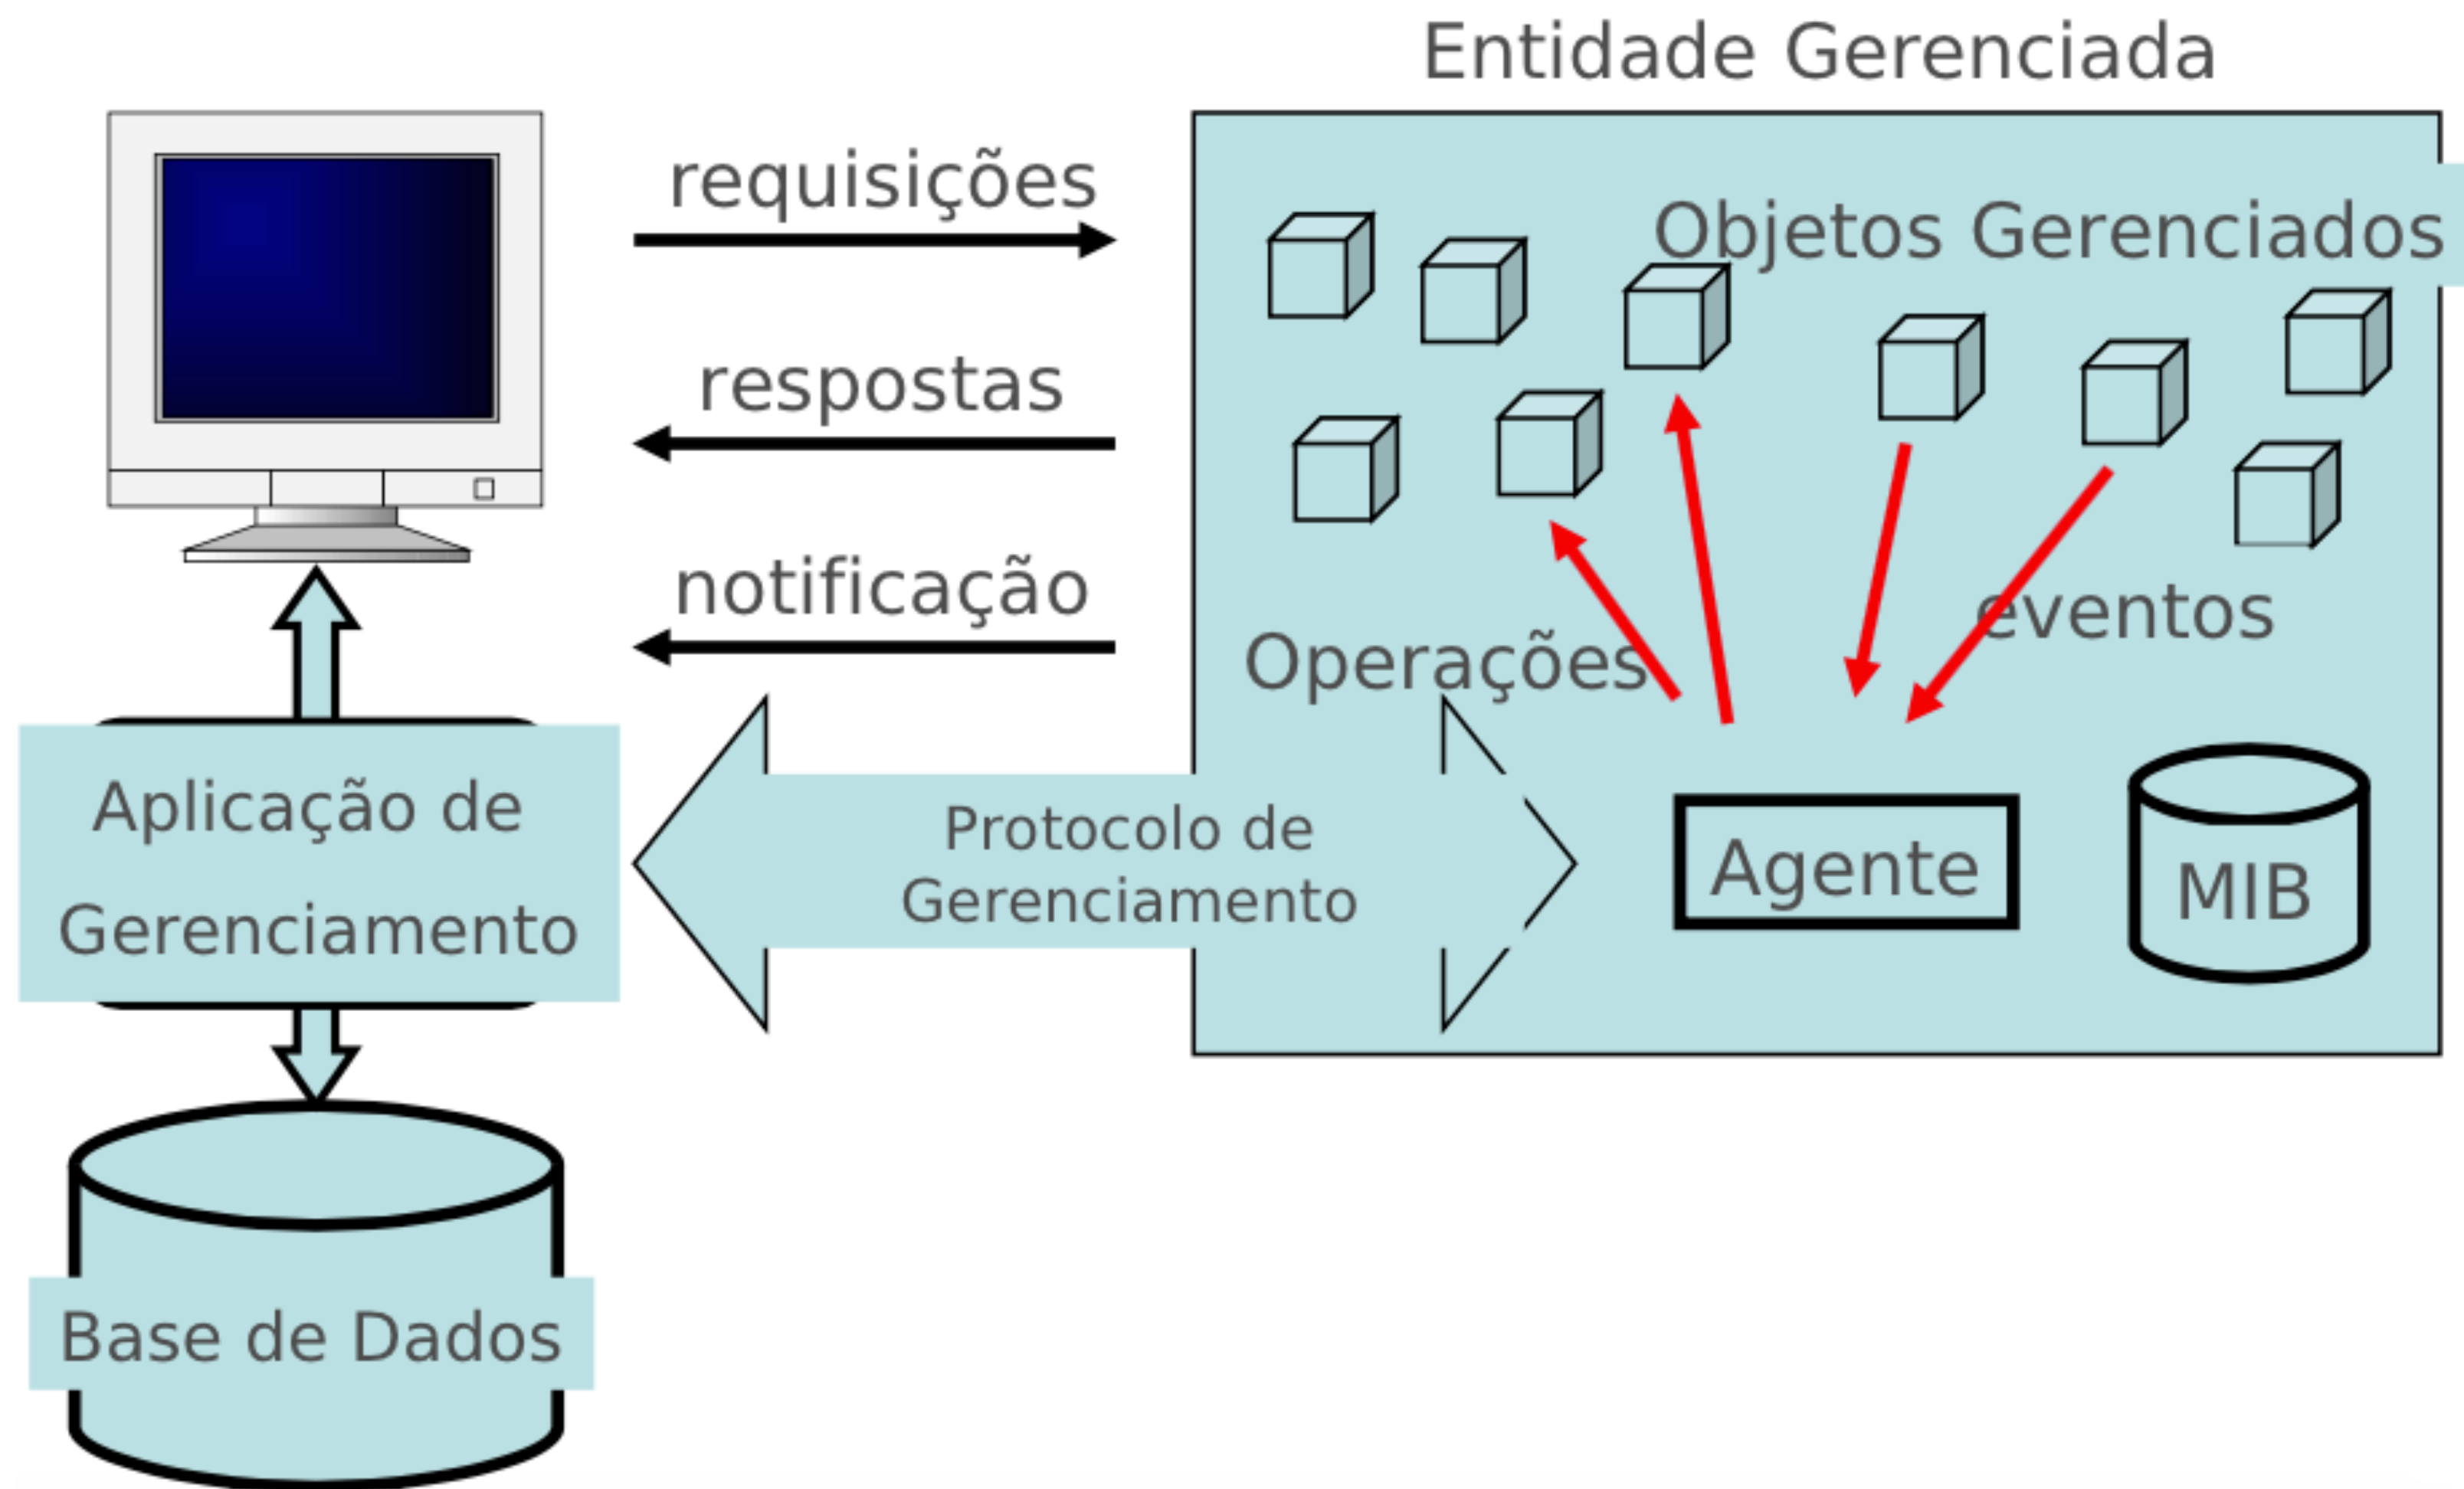 Entidade Gerenciada
requisições
Objetos Gerenciados
respostas
notificação
eventos
Operações
Aplicação de
Gerenciamento
Protocolo de
Gerenciamento
Agente
MIB
Base de Dados